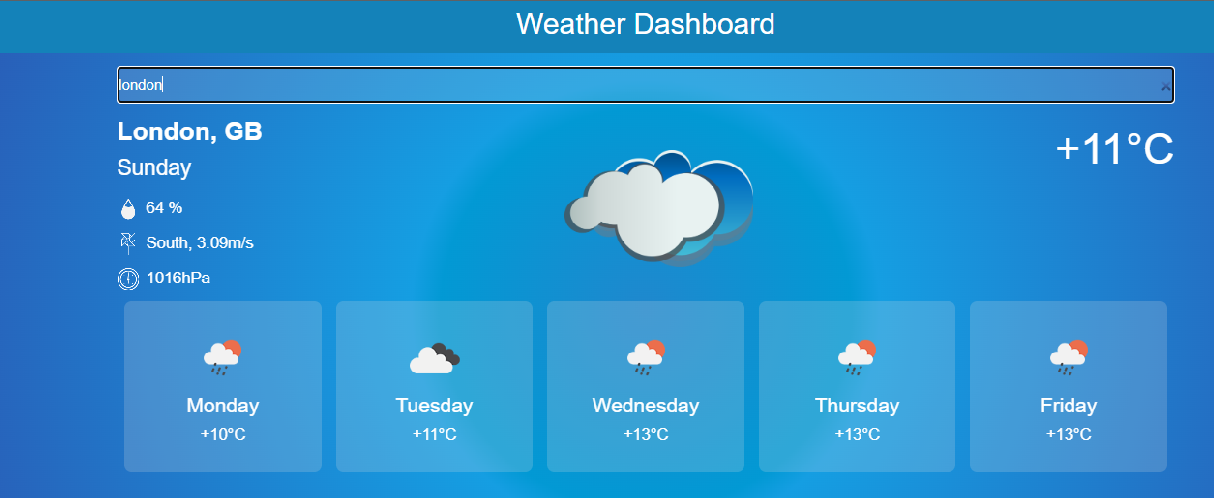 Weather Dashboard
london
London, GB
+11°C
Sunday
64 %
South, 3.09m/s
1016hPa
Monday
Tuesday
Wednesday
Thursday
Friday
+10°C
+11°C
+13°C
+13°C
+13°C